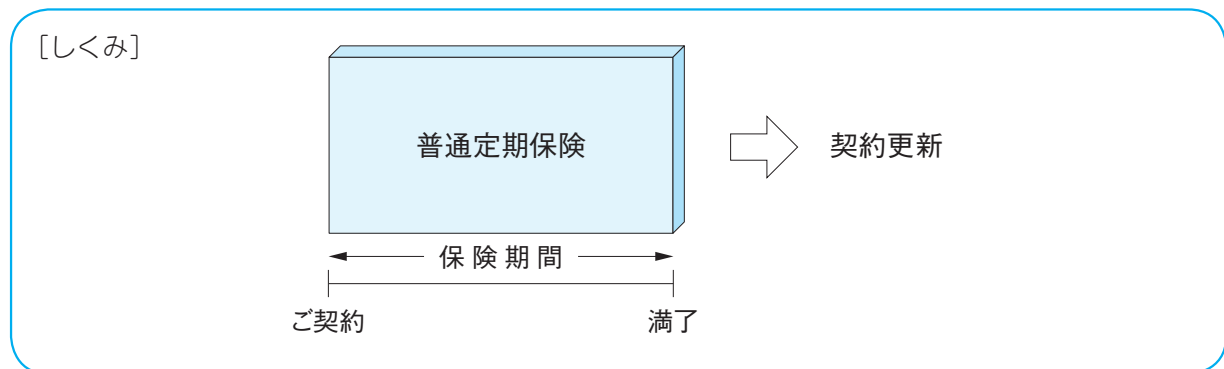 ［しくみ］
普通定期保険
契約更新
保険期間
ご契約
満了